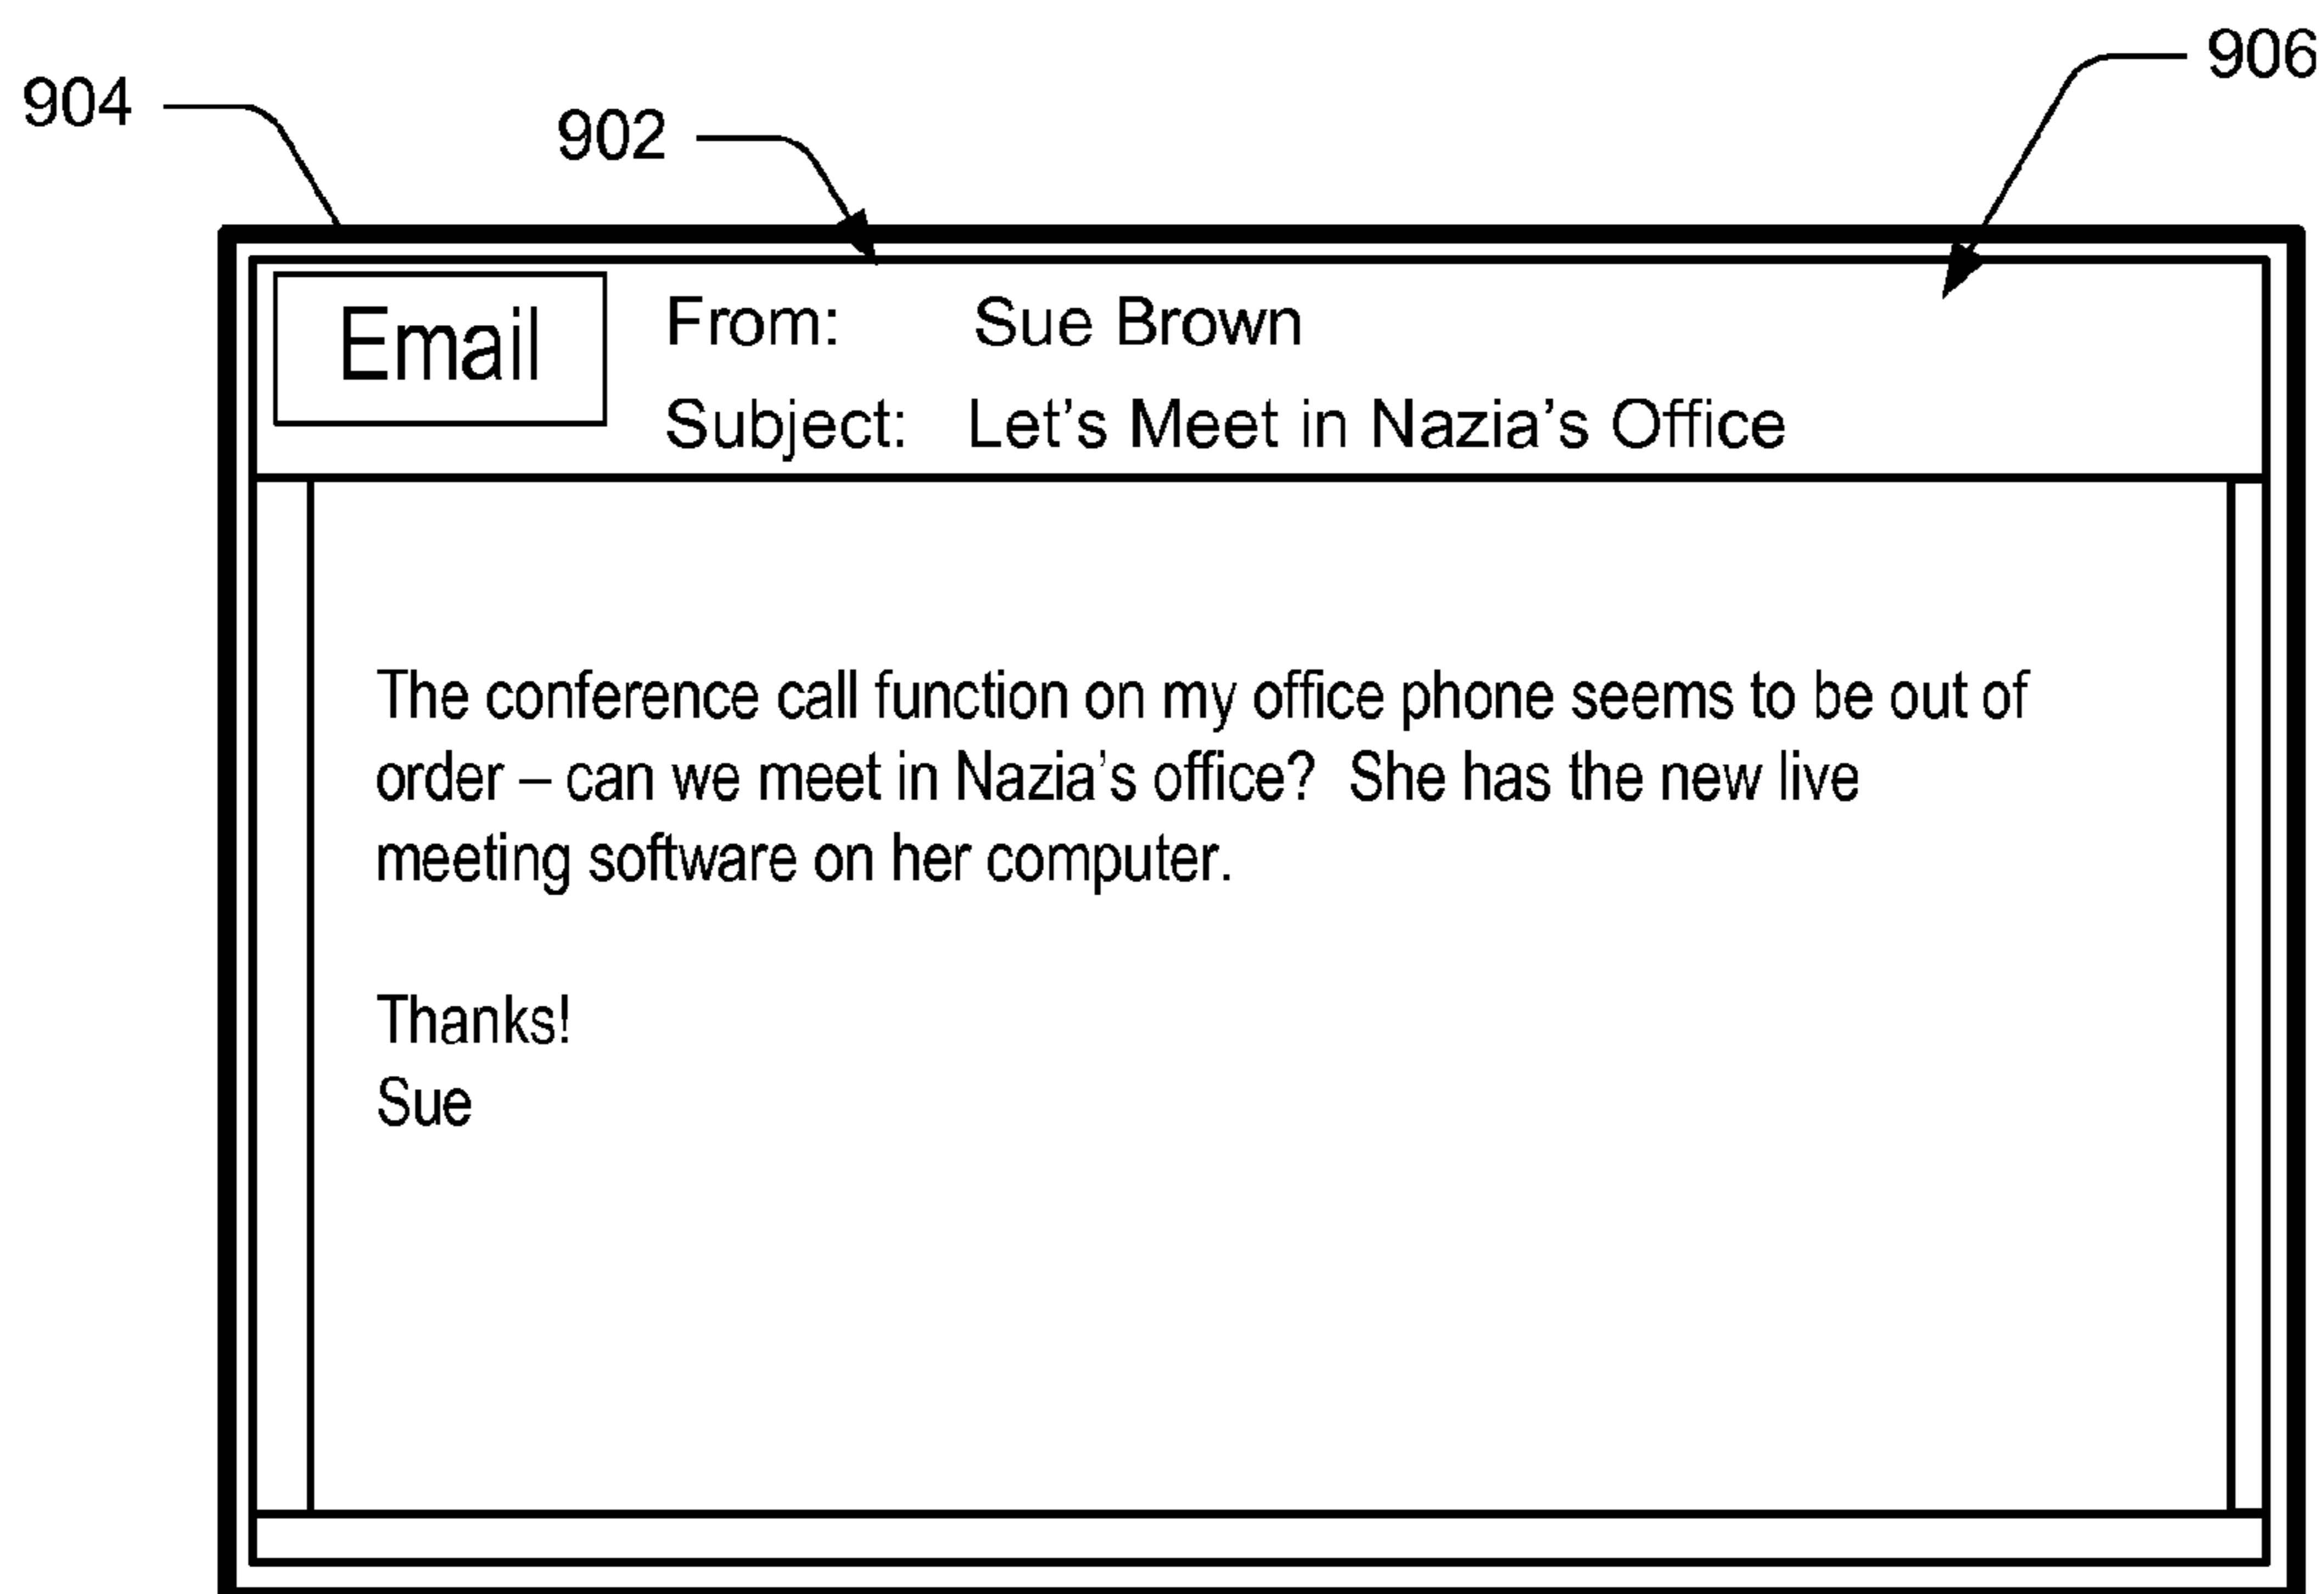 906
904
902
Email
From: Sue Brown
Subject: Let's Meet in Nazia's Office
The conference call function on my office phone seems to be out of
order – can we meet in Nazia's office? She has the new live
meeting software on her computer.
Thanks!
Sue